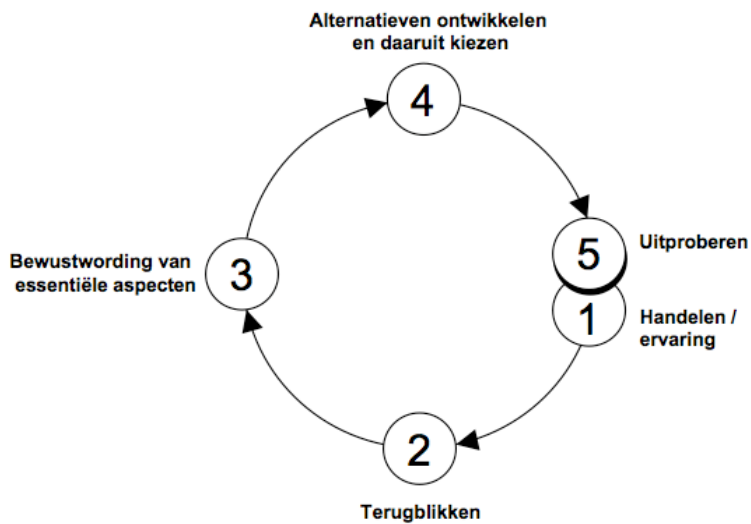 Alternatieven ontwikkelen
en daaruit kiezen
4
5
Uitproberen
Bewustwording van
essentiële aspecten
3
1
Handelen /
ervaring
2
Terugblikken